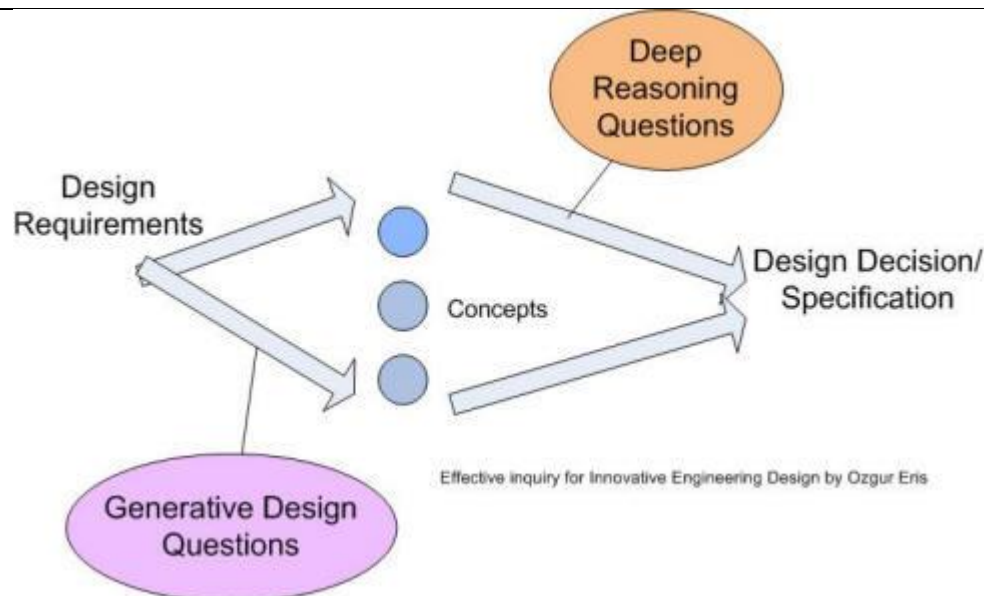 Deep
Reasoning
Questions
Design
Requirements
Design Decision/
Specification
Concepts
Effective inquiry for Innovative Engineering Design by Ozgur Eris
Generative Design
Questions